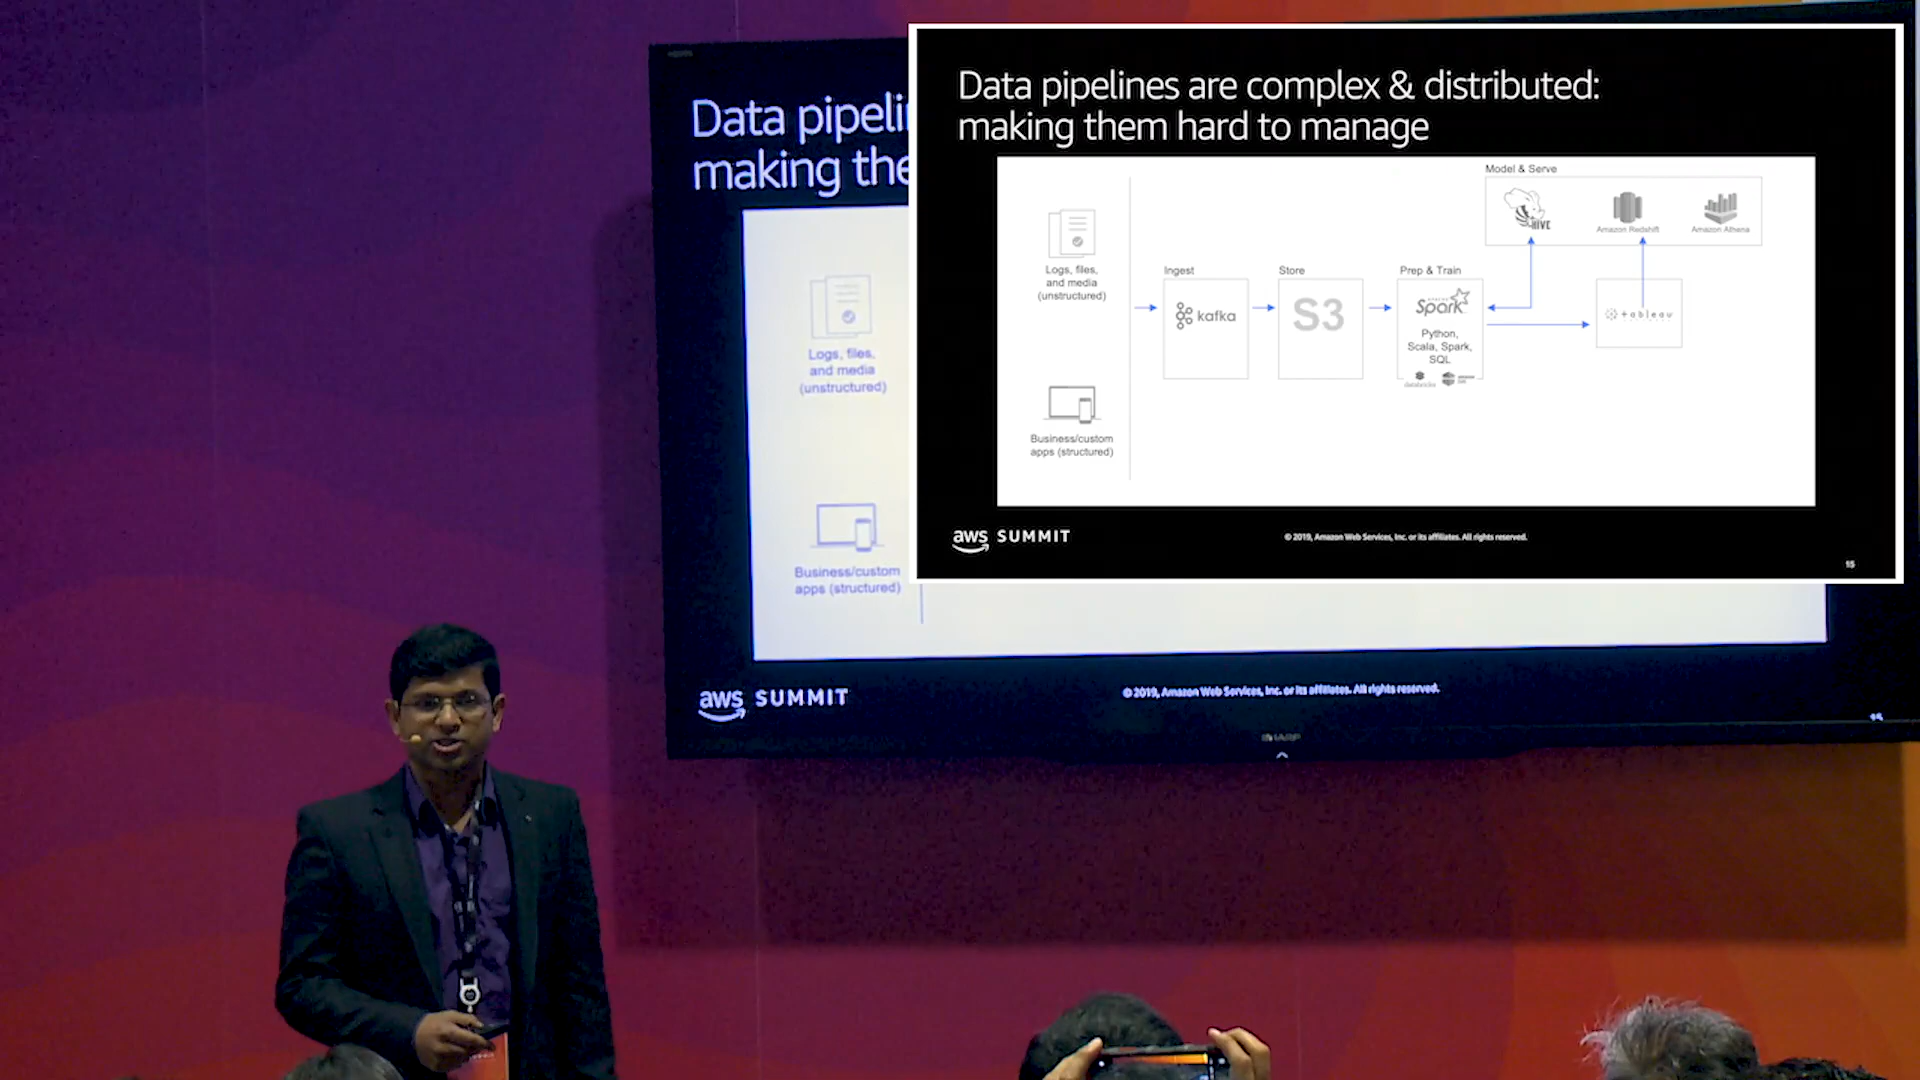 Data pipelines are complex & distributed:
making them hard to manage
Model & Serve
HIVE
Amazon Redshift
Amazon Athena
Logs, files,
and media
(unstructured)
Ingest
kafka
Store
S3
Prep & Train
Spark
Python,
Scala, Spark,
SQL
databricks
tableau
Business/custom
apps (structured)
aws SUMMIT
© 2019, Amazon Web Services, Inc. or its affiliates. All rights reserved.
15
Data pipeli
making the
Logs, files,
and media
(unstructured)
Business/custom
apps (structured)
aws SUMMIT
© 2019, Amazon Web Services, Inc. or its affiliates. All rights reserved.
15
SHARP